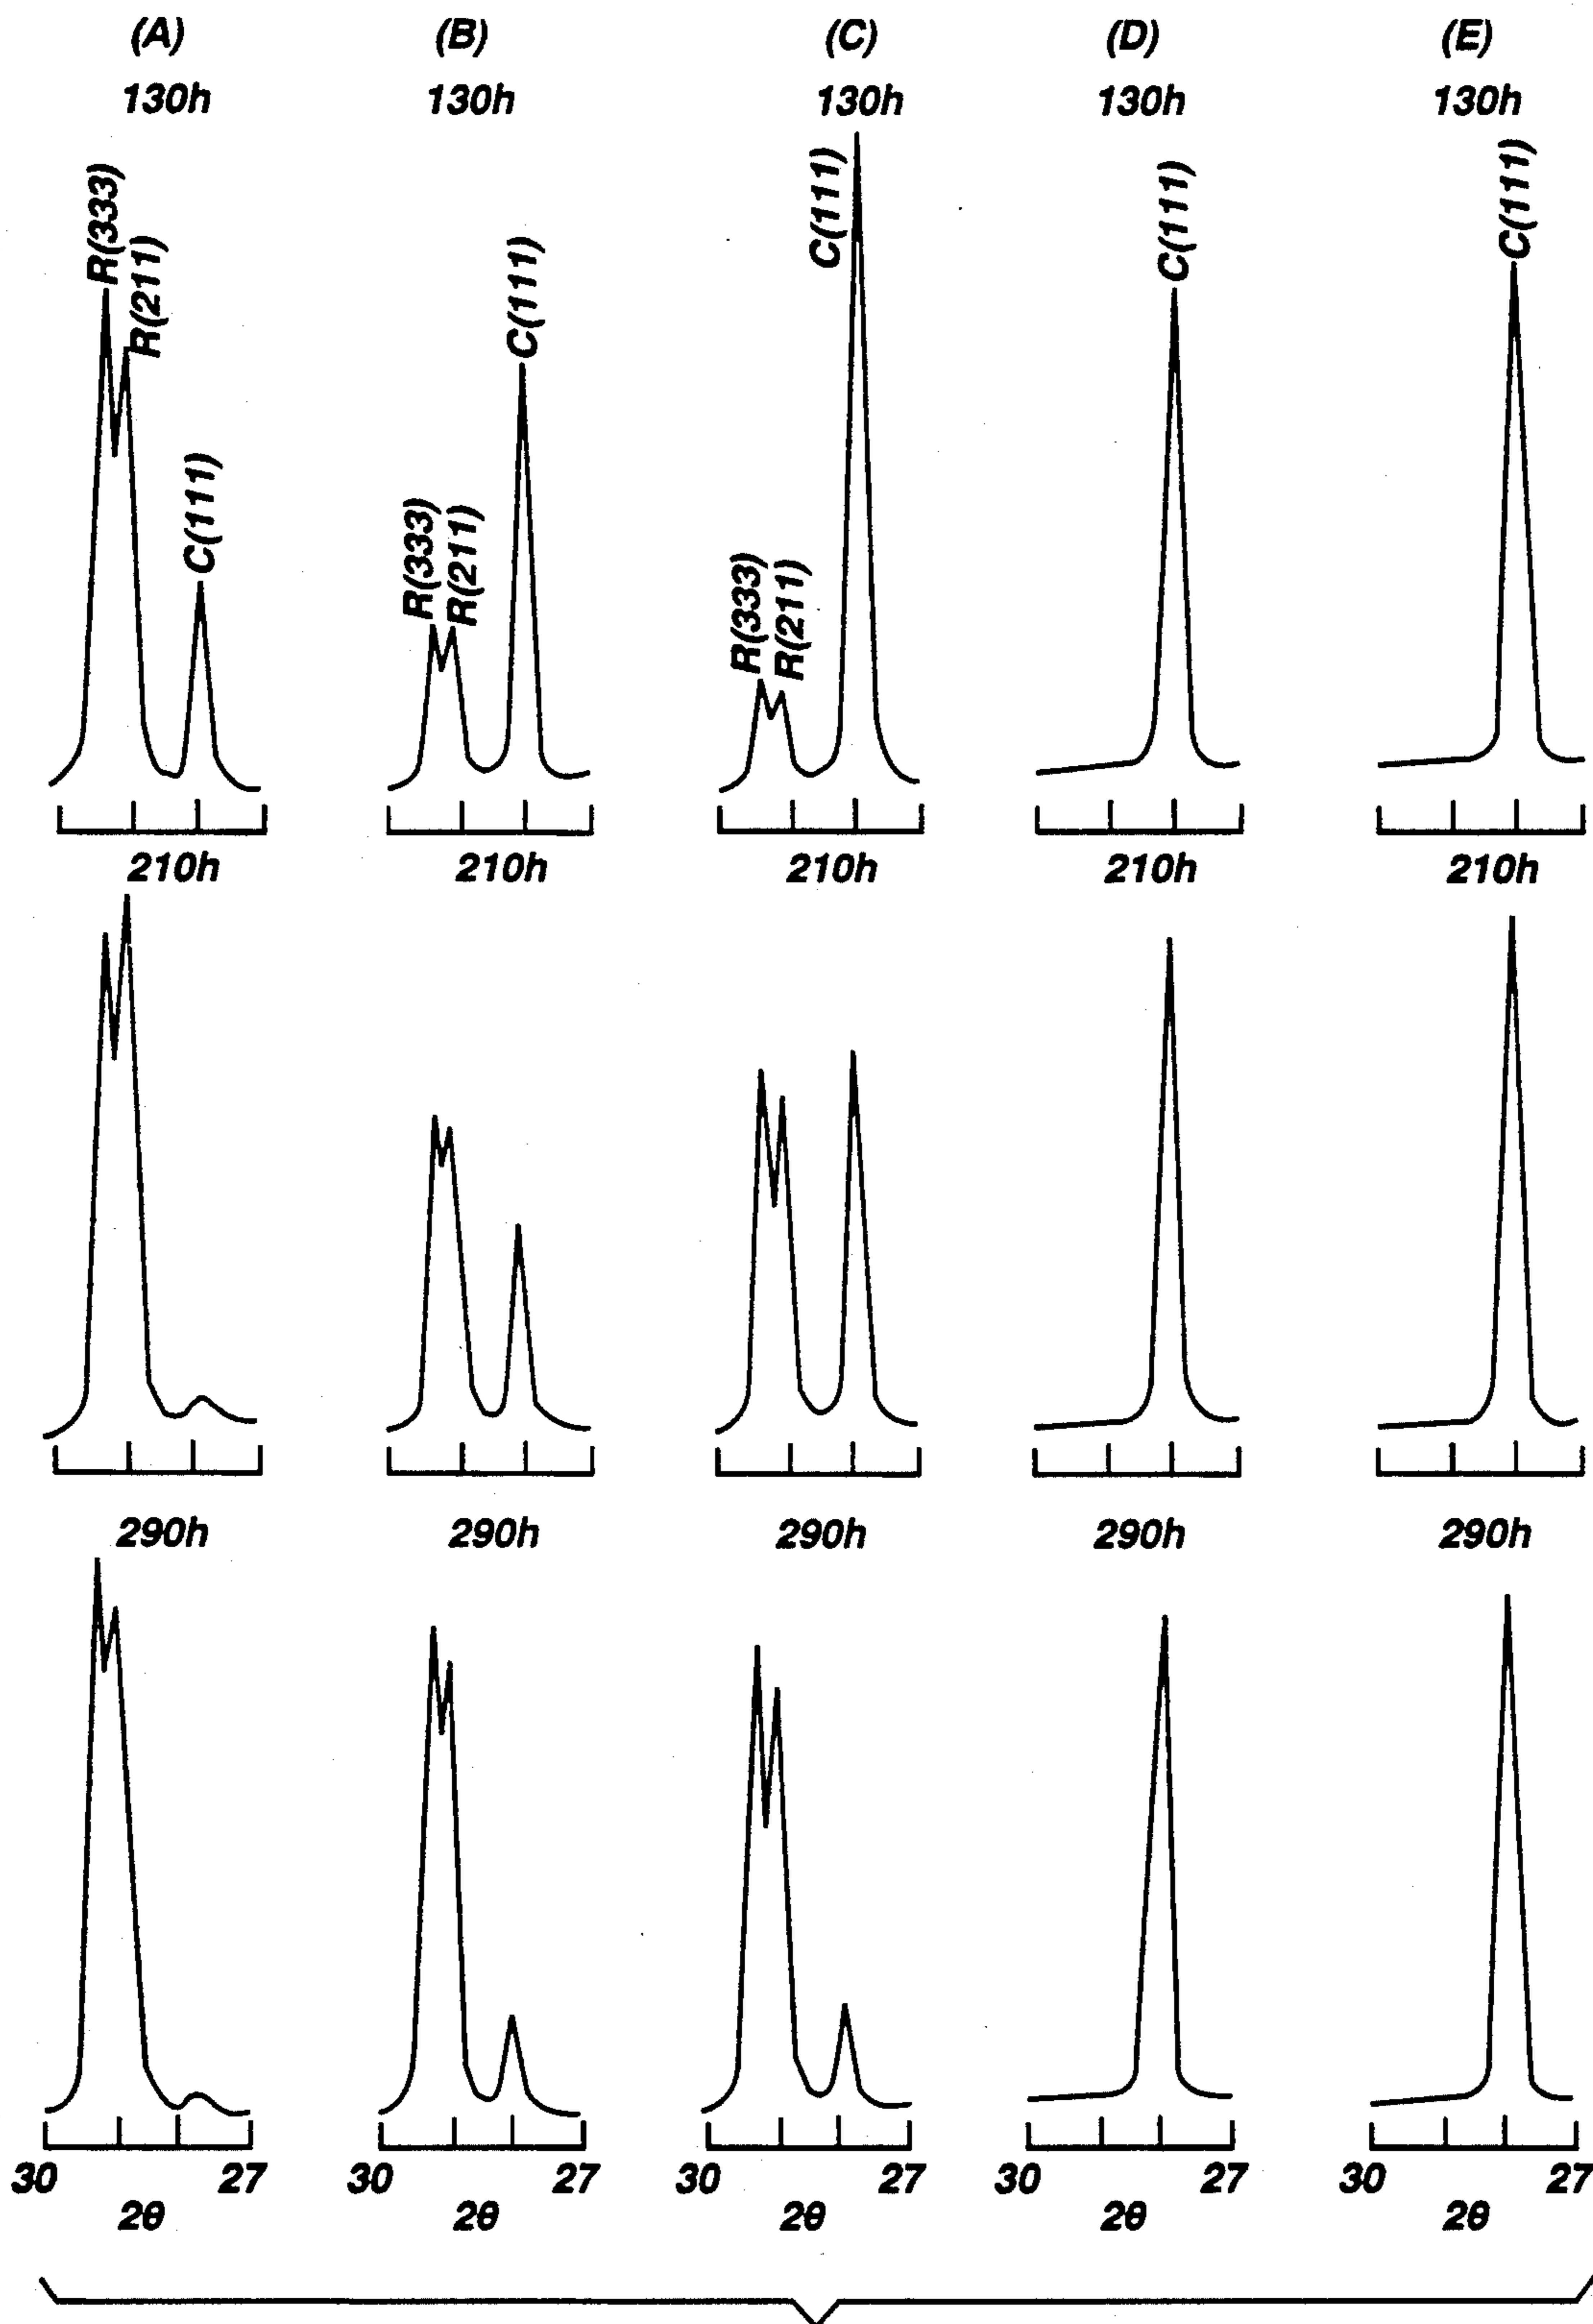 (A) (B) (C) (D) (E)
130h 130h 130h 130h 130h
R(333) R(211) C(111)
R(333) R(211) C(111)
R(333) R(211) C(111)
C(111)
C(111)
210h 210h 210h 210h 210h
290h 290h 290h 290h 290h
30 27 30 27 30 27 30 27 30 27
2θ 2θ 2θ 2θ 2θ